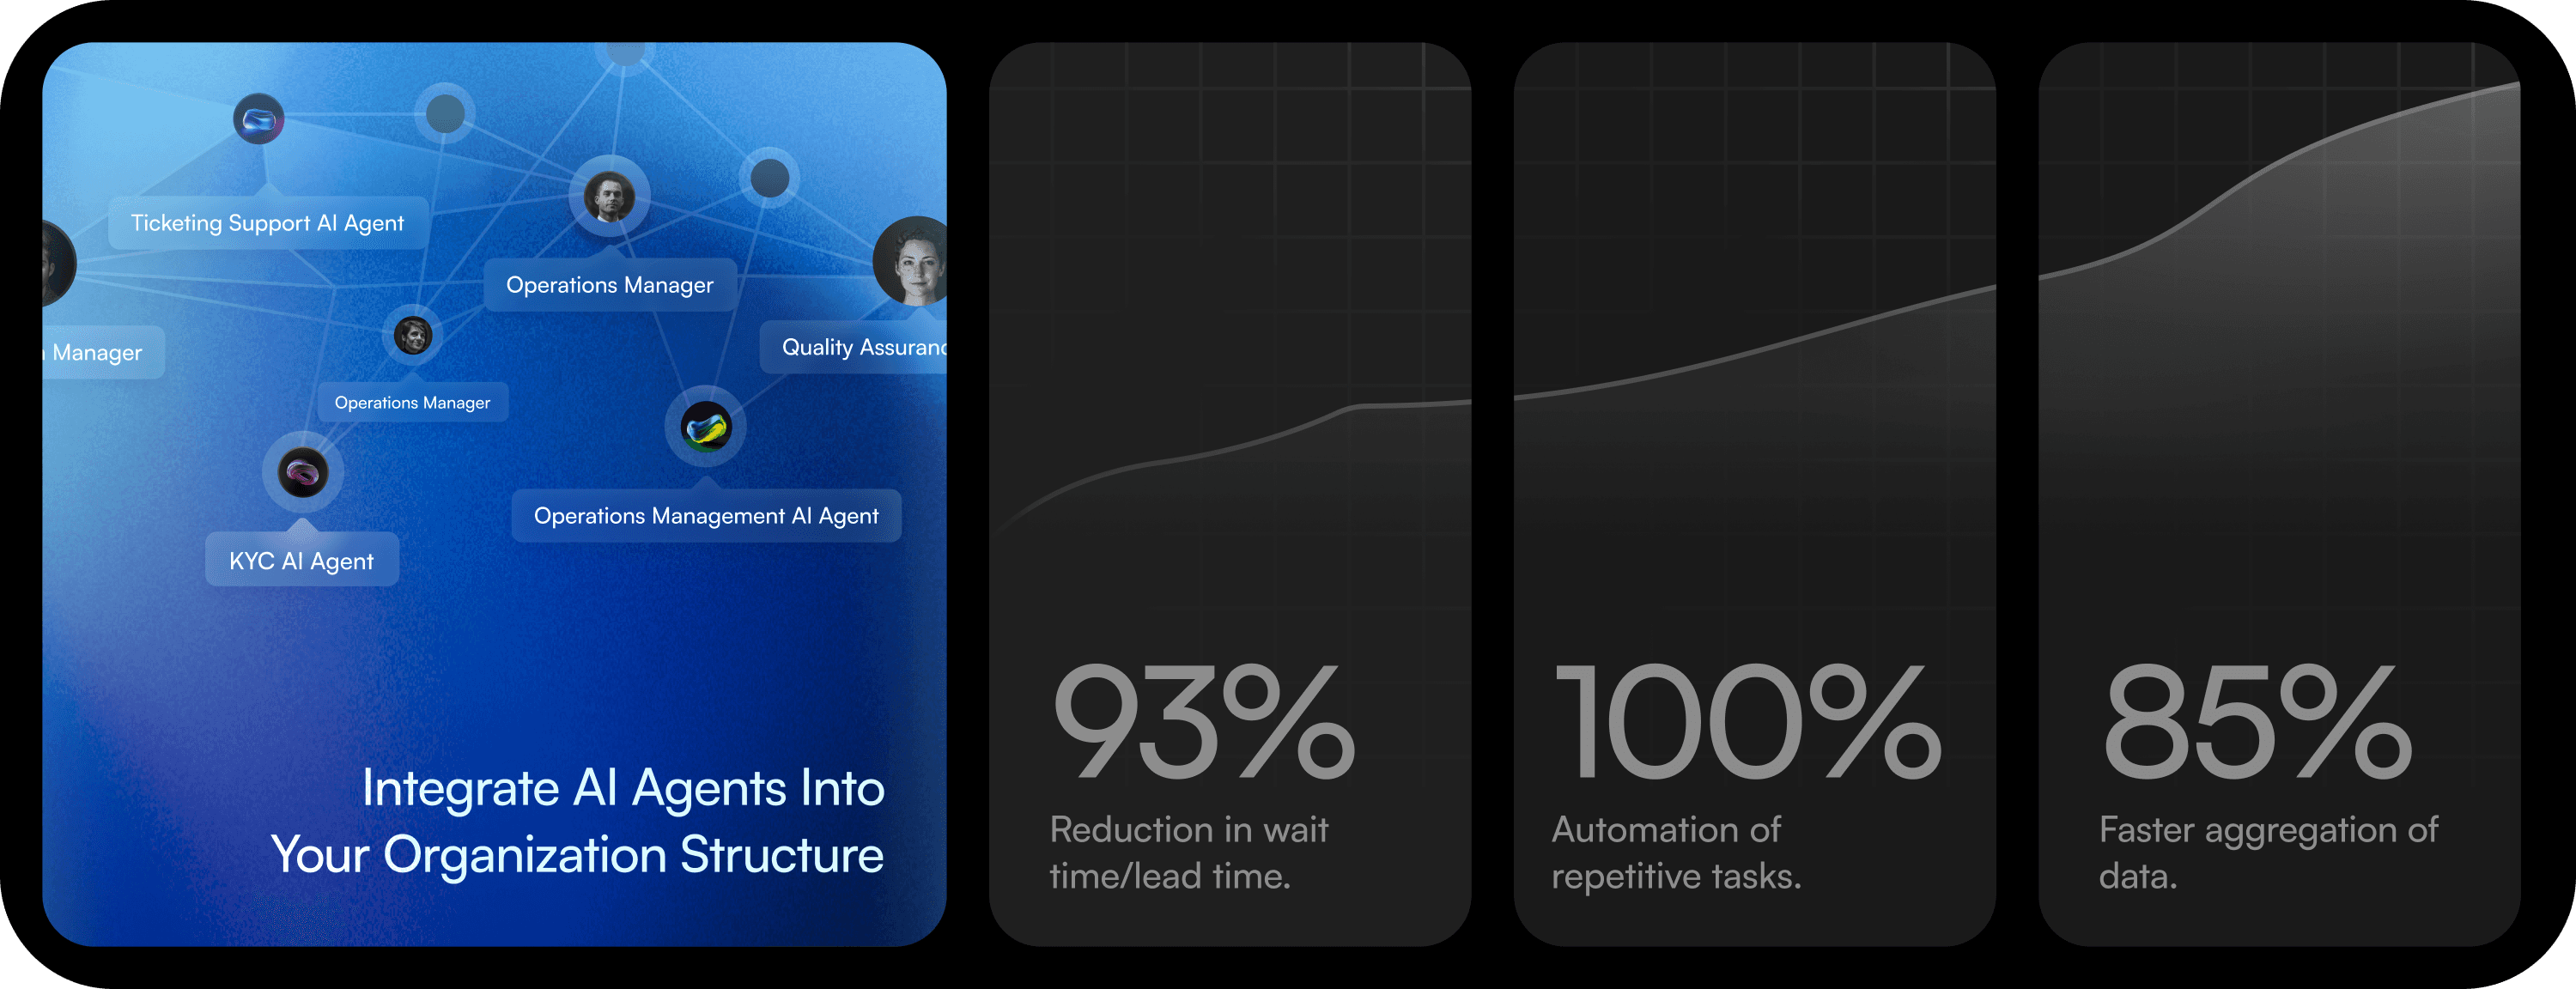 Ticketing Support AI Agent
Operations Manager
Manager
Quality Assuranc
Operations Manager
Operations Management AI Agent
KYC AI Agent
Integrate AI Agents Into
Your Organization Structure
93%
Reduction in wait
time/lead time.
100%
Automation of
repetitive tasks.
85%
Faster aggregation of
data.